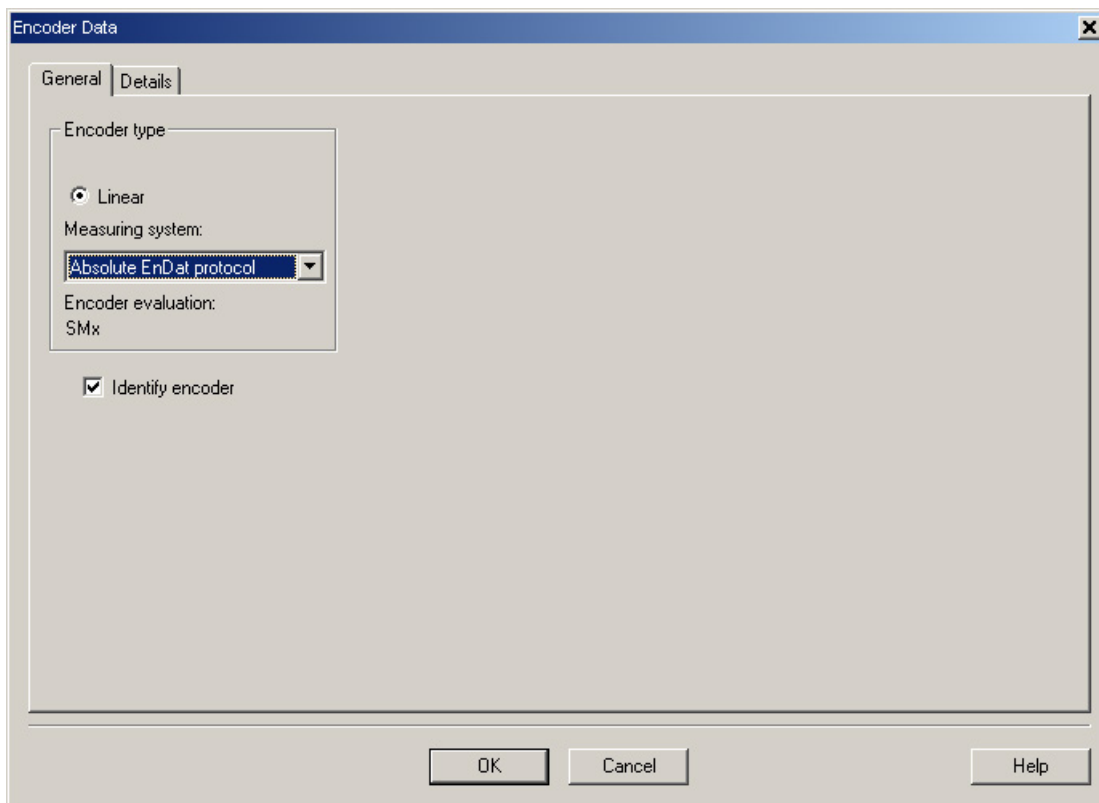 Encoder Data
General Details
Encoder type
Linear
Measuring system:
Absolute EnDat protocol
Encoder evaluation:
SMx
Identify encoder
OK Cancel Help